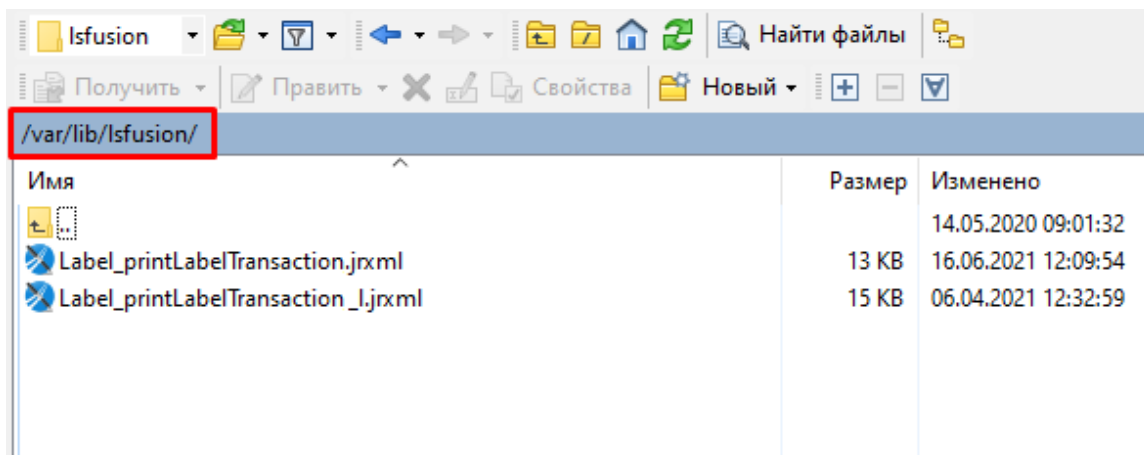 lsfusion Найти файлы
Получить Править Свойства Новый
/var/lib/lsfusion/
Имя Размер Изменено
.. 14.05.2020 09:01:32
Label_printLabelTransaction.jrxml 13 KB 16.06.2021 12:09:54
Label_printLabelTransaction_l.jrxml 15 KB 06.04.2021 12:32:59